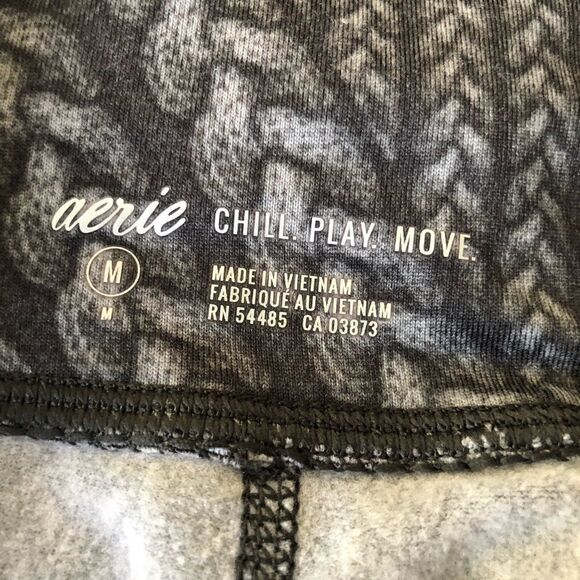 aerie CHILL. PLAY. MOVE.
M
M
MADE IN VIETNAM
FABRIQUÉ AU VIETNAM
RN 54485 CA 03873